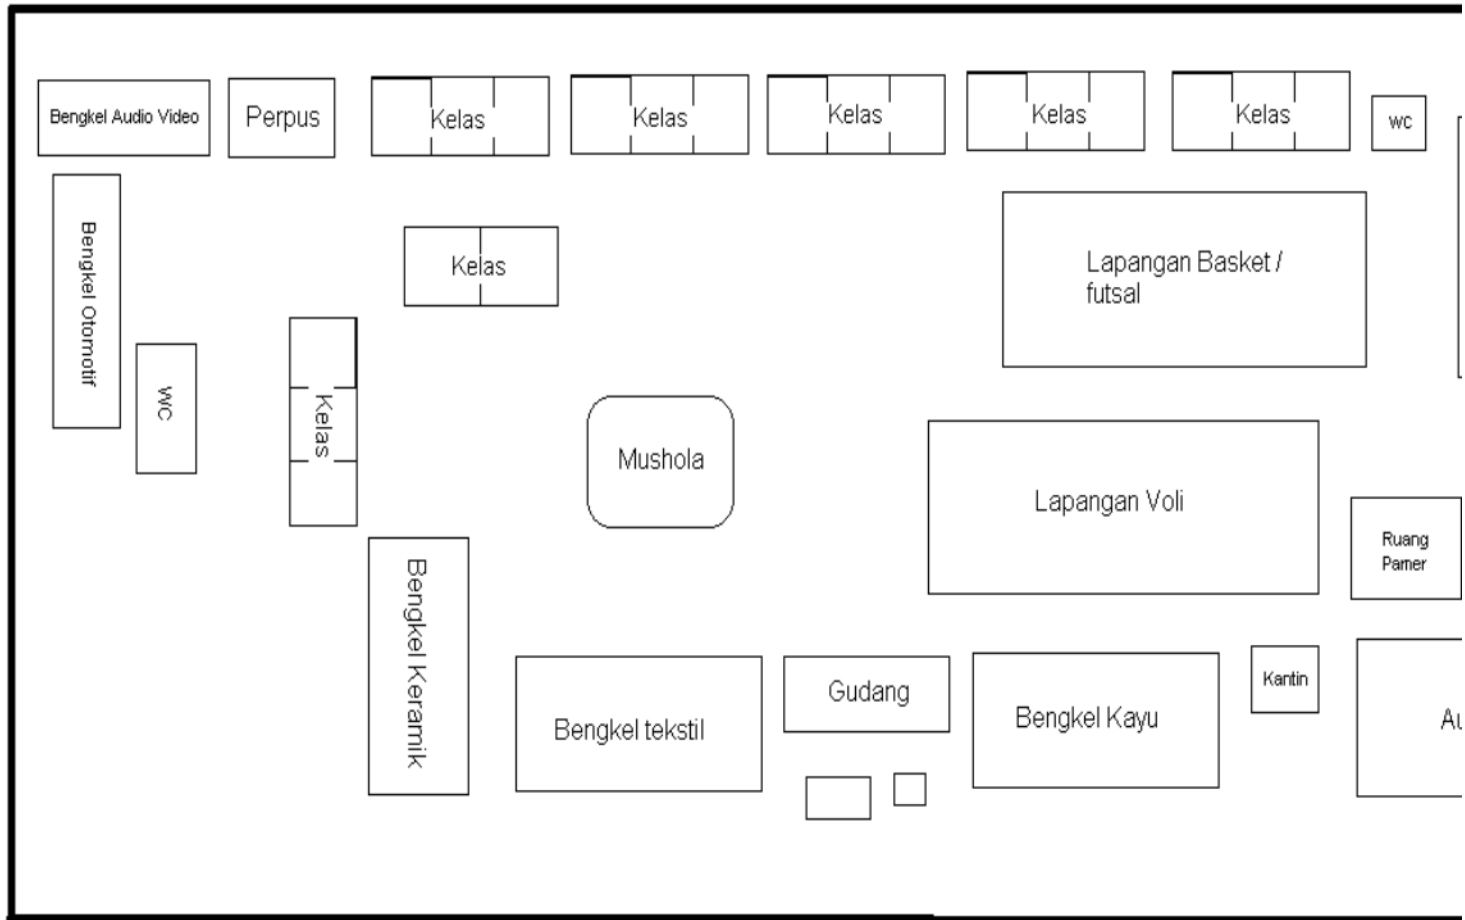 Bengkel Audio Video
Perpus
Kelas
Kelas
Kelas
Kelas
Kelas
wc
Bengkel Otomotif
Kelas
Lapangan Basket /
futsal
WC
Kelas
Mushola
Lapangan Voli
Ruang
Pamer
Bengkel Keramik
Bengkel tekstil
Gudang
Bengkel Kayu
Kantin